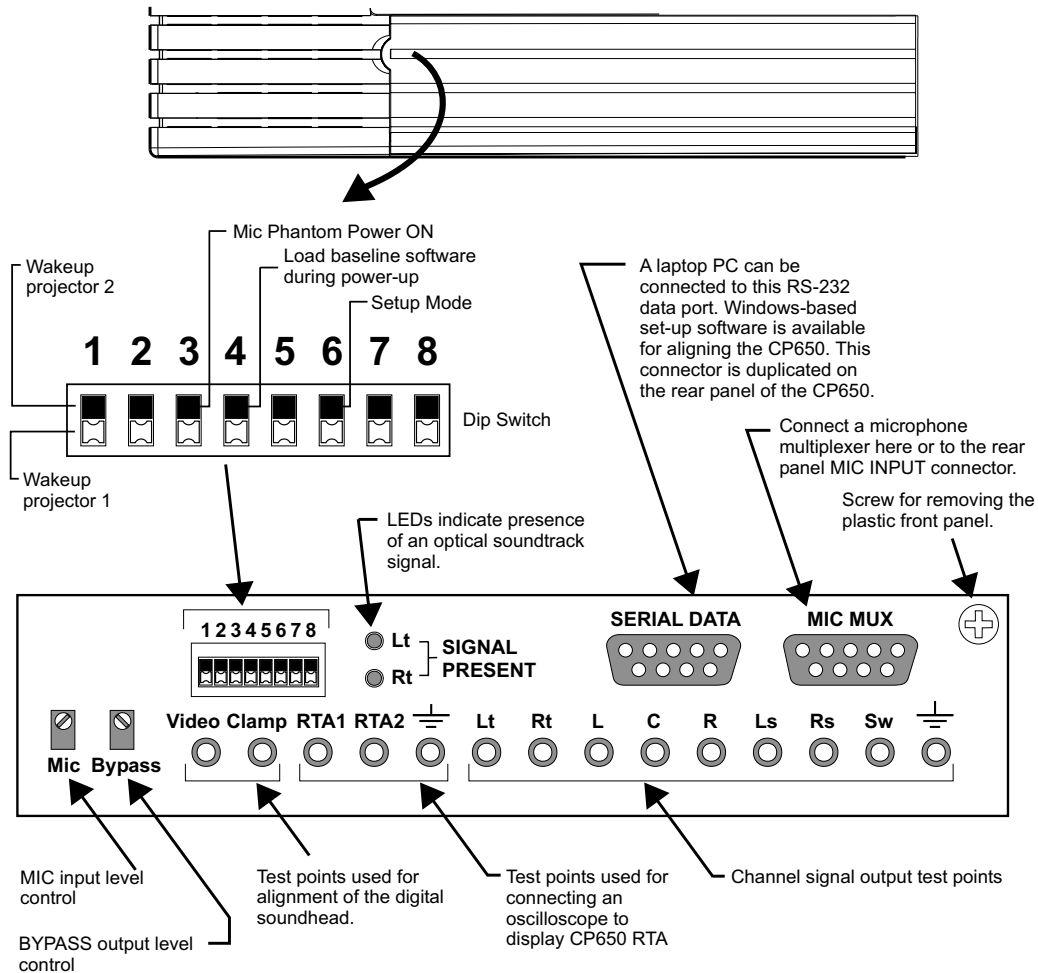 Mic Phantom Power ON
Load baseline software
during power-up
Setup Mode
Wakeup
projector 2
1 2 3 4 5 6 7 8
Dip Switch
Wakeup
projector 1
A laptop PC can be
connected to this RS-232
data port. Windows-based
set-up software is available
for aligning the CP650. This
connector is duplicated on
the rear panel of the CP650.
Connect a microphone
multiplexer here or to the rear
panel MIC INPUT connector.
Screw for removing the
plastic front panel.
LEDs indicate presence
of an optical soundtrack
signal.
1 2 3 4 5 6 7 8
Lt
Rt
SIGNAL
PRESENT
SERIAL DATA
MIC MUX
Mic Bypass
Video Clamp RTA1 RTA2
Lt Rt L C R Ls Rs Sw
MIC input level
control
BYPASS output level
control
Test points used for
alignment of the digital
soundhead.
Test points used for
connecting an
oscilloscope to
display CP650 RTA
Channel signal output test points